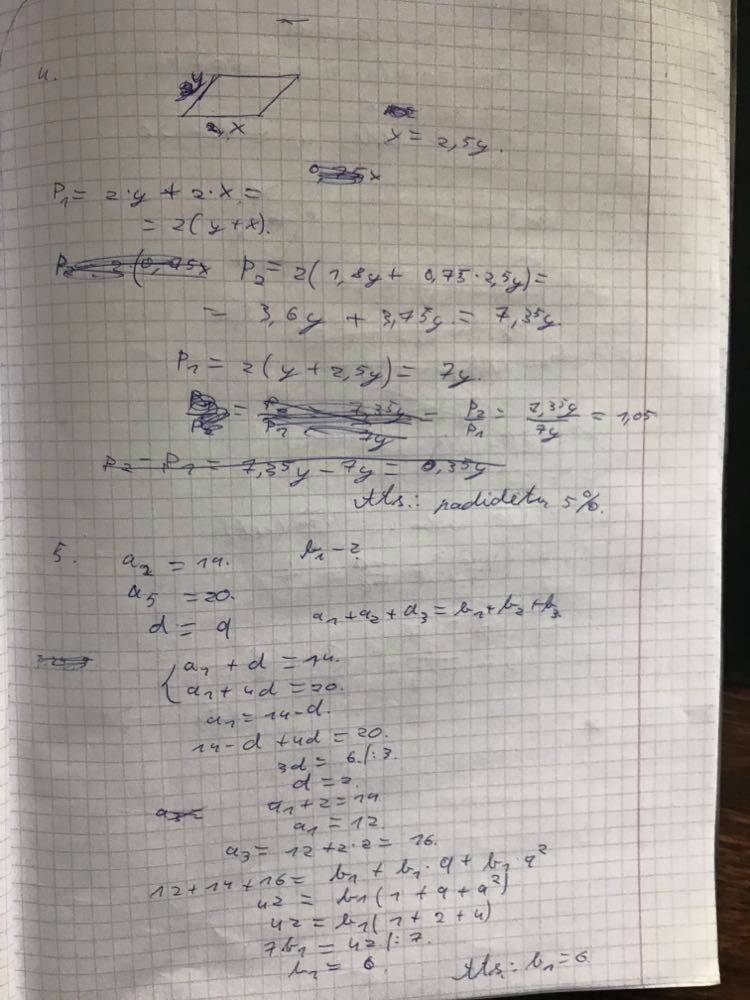 4.
y
x
x = 2,5y.
P₁ = 2·y + 2·x =
= 2(y+x).
P₂ = 2(1,8y + 0,75·2,5y) =
= 3,6y + 3,75y = 7,35y.
P₁ = 2(y + 2,5y) = 7y.
P₂/P₁ = 7,35y/7y = 1,05
P₂ - P₁ = 7,35y - 7y = 0,35y
Ats.: padidėtų 5%.
5.
a₂ = 14. b₁ - ?
a₅ = 20.
d = q a₁+a₂+a₃ = b₁+b₂+b₃
{a₁ + d = 14.
a₁ + 4d = 20.
a₁ = 14-d.
14-d + 4d = 20.
3d = 6. /:3.
d = 2.
a₁ + 2 = 14
a₁ = 12.
a₃ = 12 + 2·2 = 16.
12 + 14 + 16 = b₁ + b₁·q + b₁·q²
42 = b₁(1 + q + q²)
42 = b₁(1 + 2 + 4)
7b₁ = 42 /:7.
b₁ = 6. Ats.: b₁ = 6